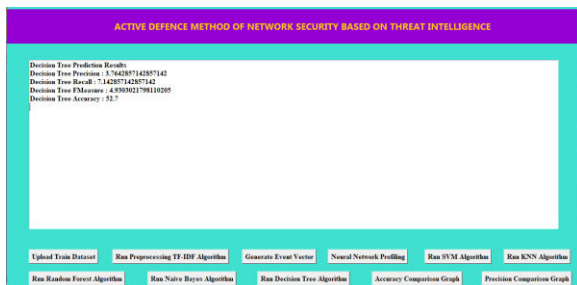 ACTIVE DEFENCE METHOD OF NETWORK SECURITY BASED ON THREAT INTELLIGENCE
Decision Tree Prediction Results
Decision Tree Precision : 3.7642857142857142
Decision Tree Recall : 7.142857142857142
Decision Tree FMeasure : 4.9303021798110205
Decision Tree Accuracy : 52.7
Upload Train Dataset Run Preprocessing TF-IDF Algorithm Generate Event Vector Neural Network Profiling Run SVM Algorithm Run KNN Algorithm
Run Random Forest Algorithm Run Naive Bayes Algorithm Run Decision Tree Algorithm Accuracy Comparison Graph Precision Comparison Graph